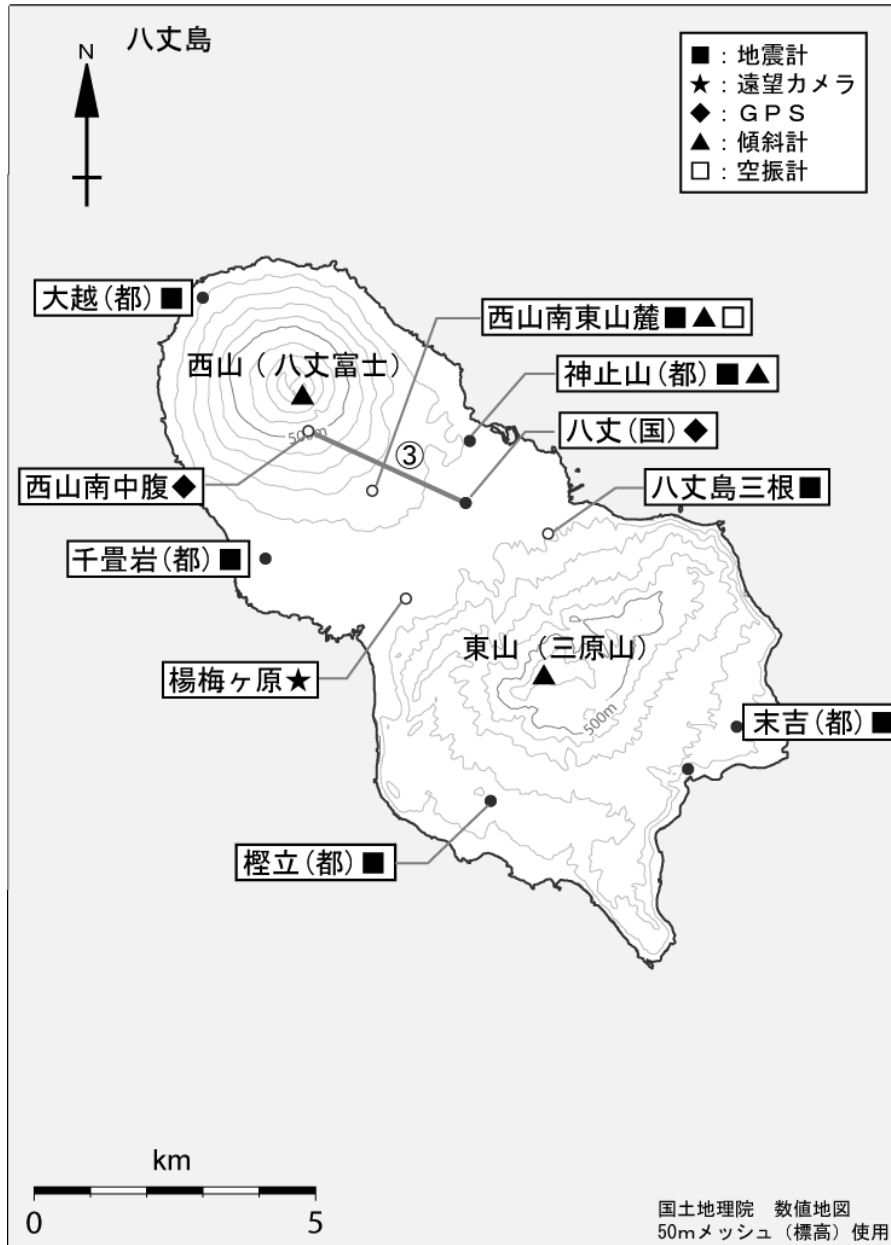 八丈島
N
■：地震計
★：遠望カメラ
◆：ＧＰＳ
▲：傾斜計
□：空振計
大越(都)■
西山南東山麓■▲□
西山（八丈富士）
神止山(都)■▲
八丈(国)◆
500m
③
西山南中腹◆
八丈島三根■
千畳岩(都)■
東山（三原山）
楊梅ヶ原★
500m
末吉(都)■
樫立(都)■
km
0 5
国土地理院　数値地図
50mメッシュ（標高）使用